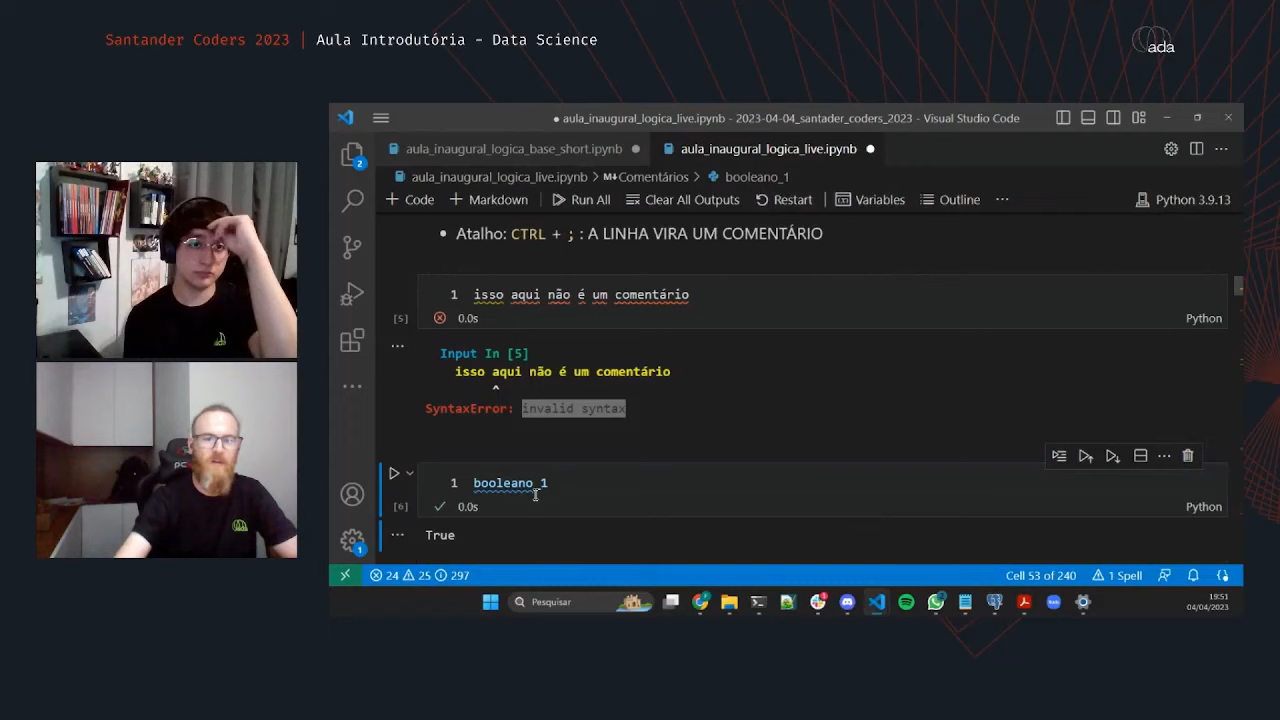 Santander Coders 2023 | Aula Introdutória - Data Science
ada
● aula_inaugural_logica_live.ipynb - 2023-04-04_santader_coders_2023 - Visual Studio Code
aula_inaugural_logica_base_short.ipynb ●
aula_inaugural_logica_live.ipynb ●
aula_inaugural_logica_live.ipynb > M↓Comentários > booleano_1
+ Code + Markdown Run All Clear All Outputs Restart Variables Outline ... Python 3.9.13
2
• Atalho: CTRL + ; : A LINHA VIRA UM COMENTÁRIO
1 isso aqui não é um comentário
[5] 0.0s Python
... Input In [5]
isso aqui não é um comentário
^
SyntaxError: invalid syntax
1 booleano_1
[6] 0.0s Python
... True
1
24 25 297 Cell 53 of 240 1 Spell
Pesquisar
19:51
04/04/2023